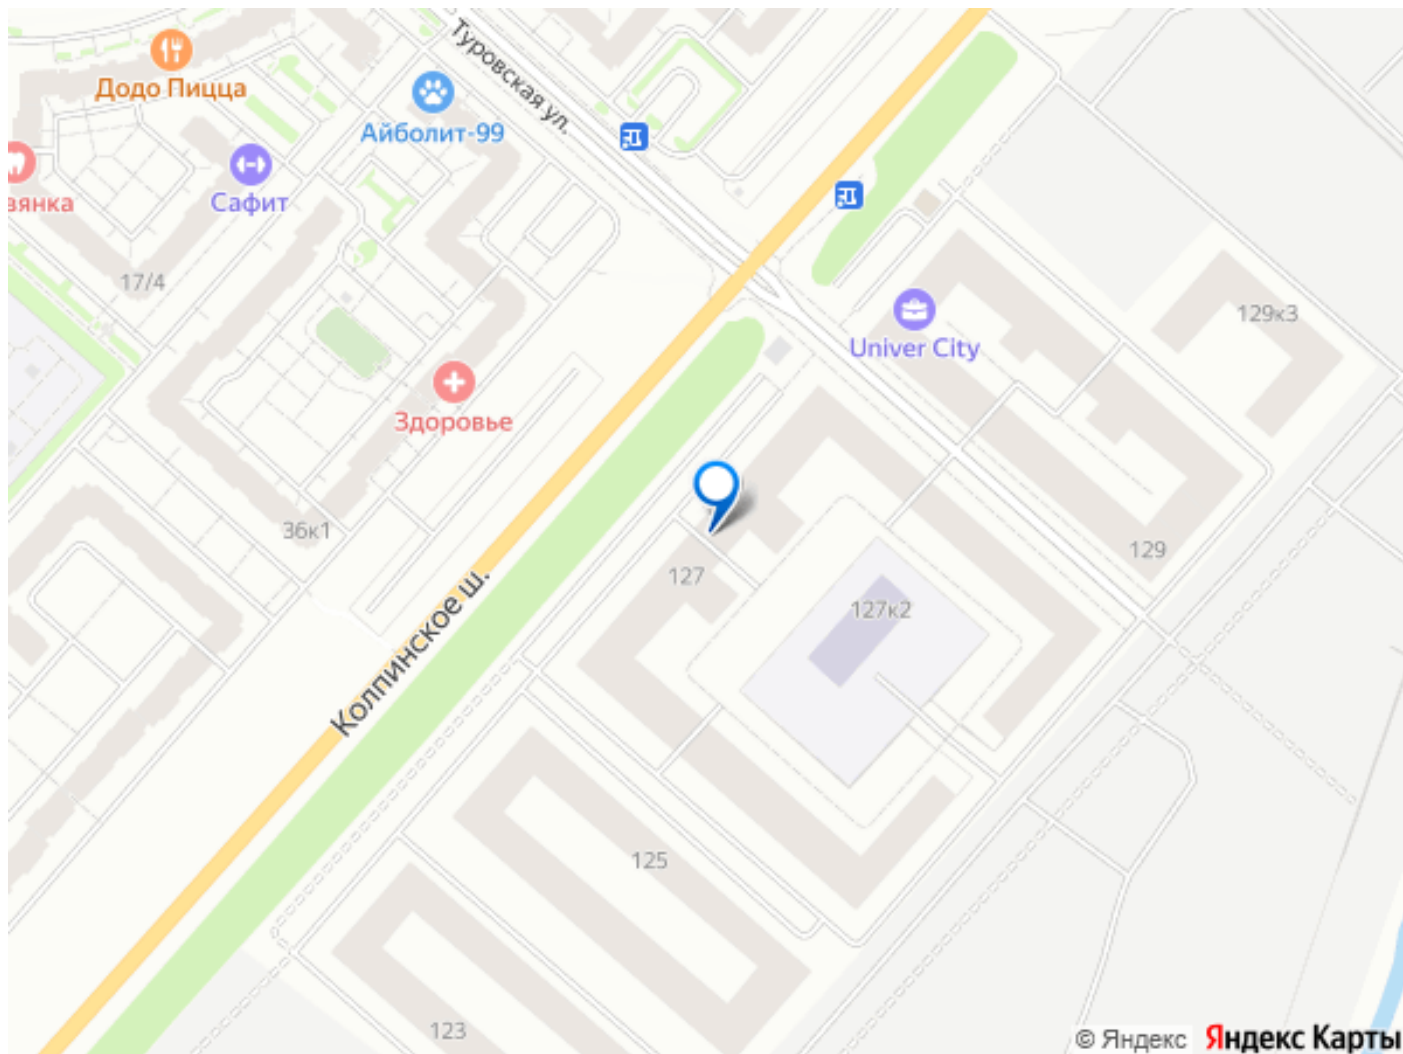 Туровская ул.
Додо Пицца
Айболит-99
Сафит
вянка
17/4
129к3
Univer City
Здоровье
36к1
129
127
127к2
Колпинское ш.
125
123
© Яндекс Яндекс Карты